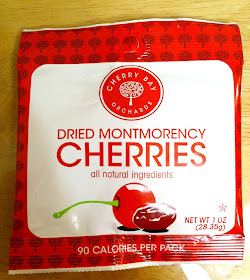 CHERRY BAY
ORCHARDS
DRIED MONTMORENCY
CHERRIES
all natural ingredients
NET WT 1 OZ
(28.35g)
90 CALORIES PER PACK